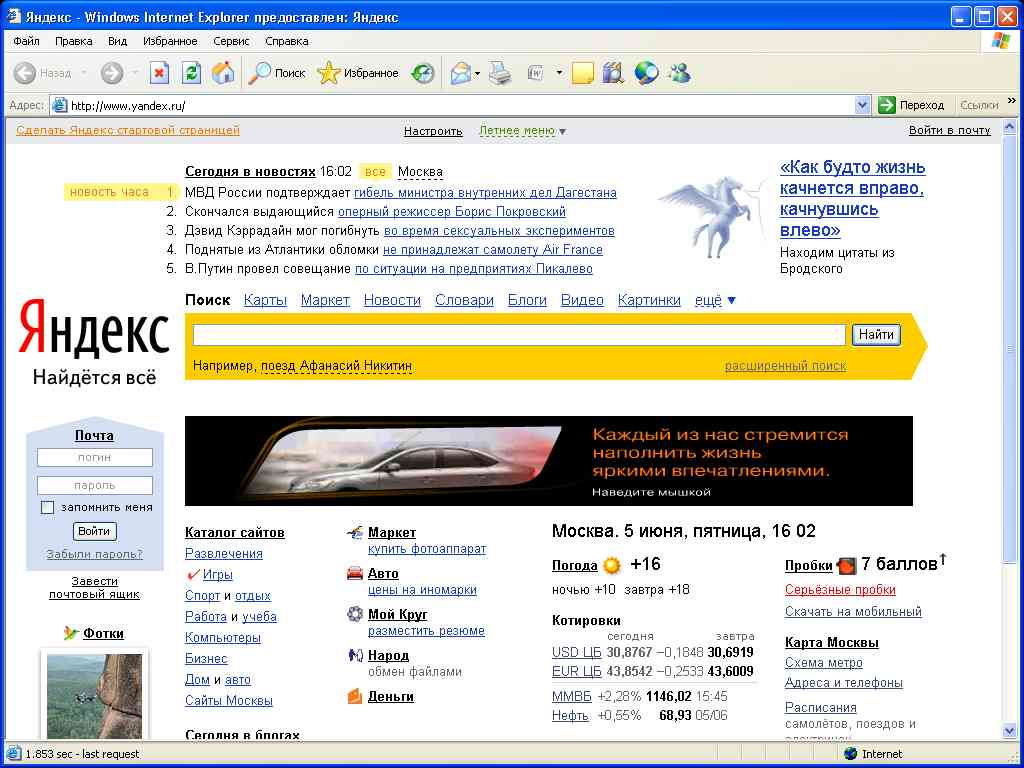 Яндекс - Windows Internet Explorer предоставлен: Яндекс
Файл Правка Вид Избранное Сервис Справка
Назад Поиск Избранное
Адрес: http://www.yandex.ru/ Переход Ссылки »
Сделать Яндекс стартовой страницей Настроить Летнее меню ▼ Войти в почту
Сегодня в новостях 16:02 все Москва
новость часа 1 МВД России подтверждает гибель министра внутренних дел Дагестана
2. Скончался выдающийся оперный режиссер Борис Покровский
3. Дэвид Кэррадайн мог погибнуть во время сексуальных экспериментов
4. Поднятые из Атлантики обломки не принадлежат самолету Air France
5. В.Путин провел совещание по ситуации на предприятиях Пикалево
«Как будто жизнь
качнется вправо,
качнувшись
влево»
Находим цитаты из
Бродского
Яндекс
Найдётся всё
Поиск Карты Маркет Новости Словари Блоги Видео Картинки ещё ▼
Найти
Например, поезд Афанасий Никитин расширенный поиск
Почта
логин
пароль
запомнить меня
Войти
Забыли пароль?
Завести
почтовый ящик
Фотки
Каждый из нас стремится
наполнить жизнь
яркими впечатлениями.
Наведите мышкой
Каталог сайтов
Развлечения
Игры
Спорт и отдых
Работа и учеба
Компьютеры
Бизнес
Дом и авто
Сайты Москвы
Сегодня в блогах
Маркет
купить фотоаппарат
Авто
цены на иномарки
Мой Круг
разместить резюме
Народ
обмен файлами
Деньги
Москва. 5 июня, пятница, 16 02
Погода +16
ночью +10 завтра +18
Котировки
сегодня завтра
USD ЦБ 30,8767 −0,1848 30,6919
EUR ЦБ 43,8542 −0,2533 43,6009
ММВБ +2,28% 1146,02 15:45
Нефть +0,55% 68,93 05/06
Пробки 7 баллов↑
Серьёзные пробки
Скачать на мобильный
Карта Москвы
Схема метро
Адреса и телефоны
Расписания
самолётов, поездов и
электричек
1.853 sec - last request Internet